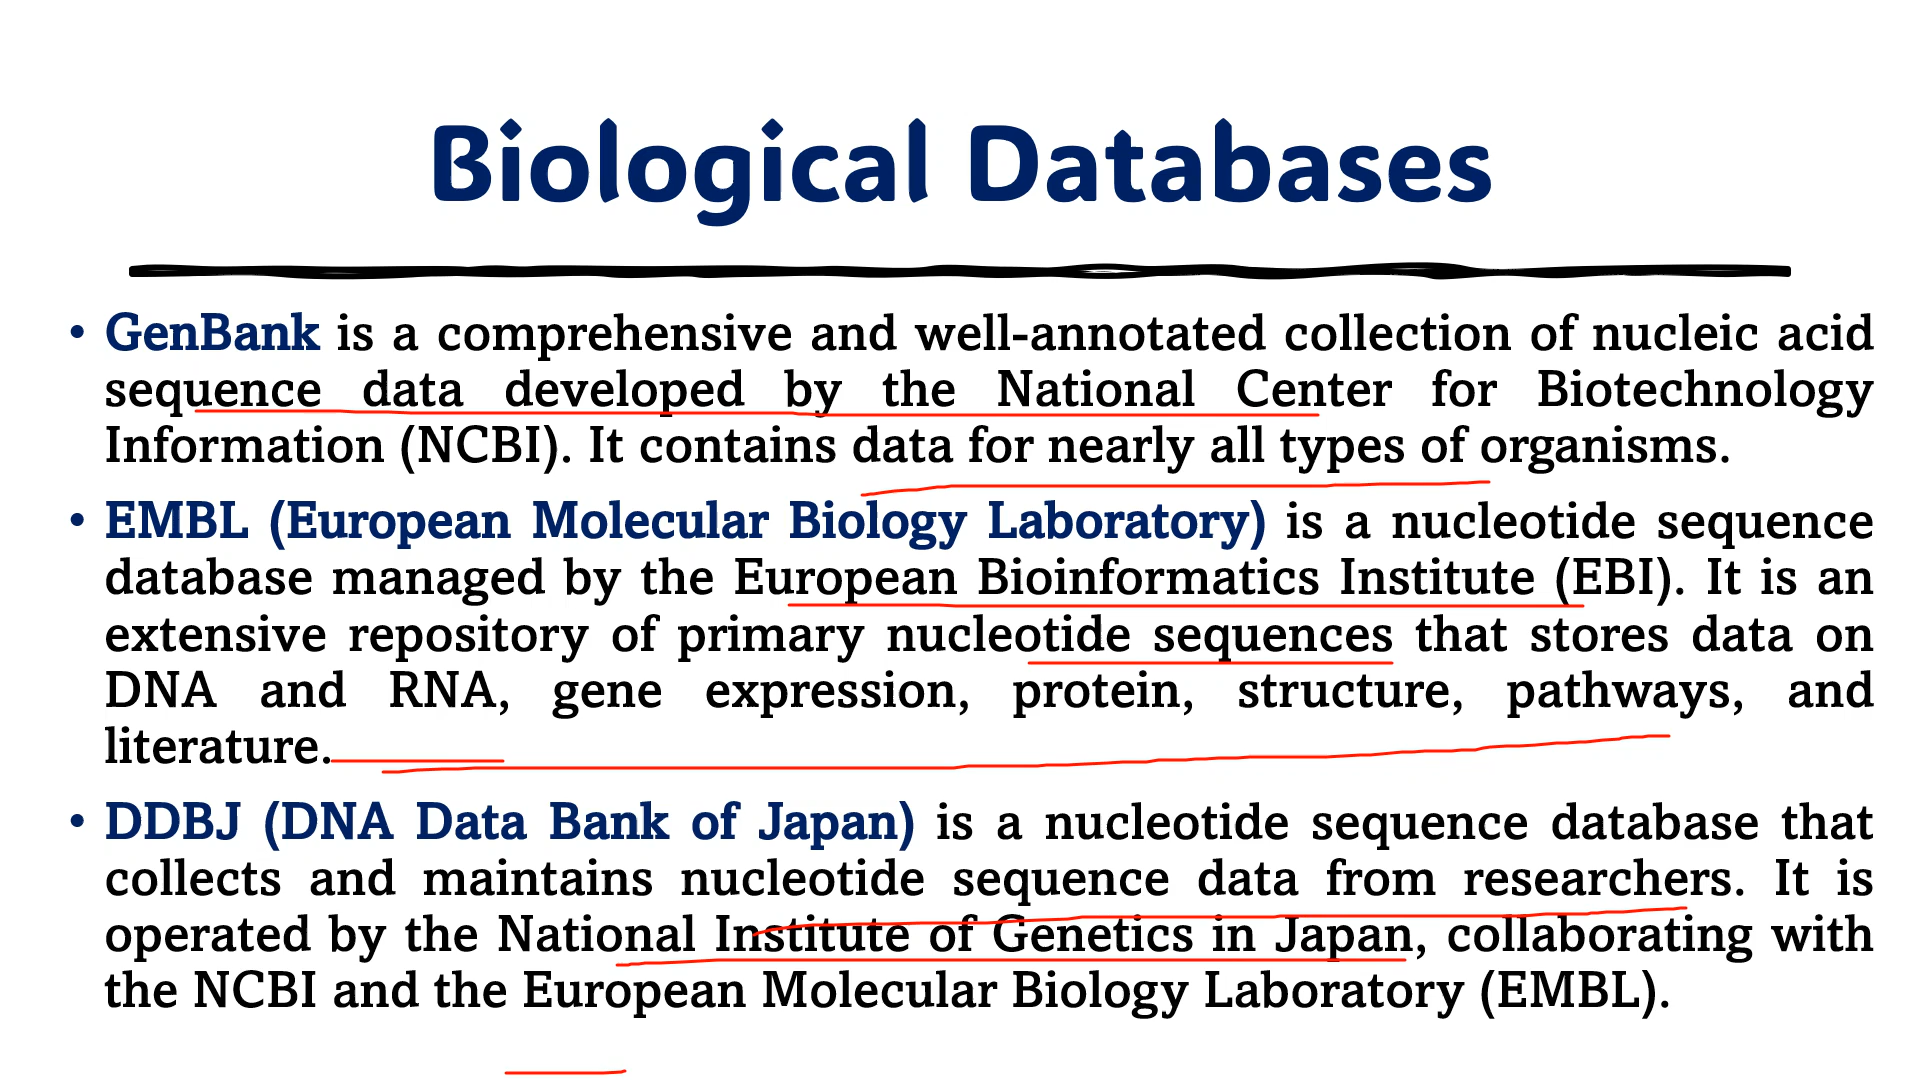 Biological Databases
• GenBank is a comprehensive and well-annotated collection of nucleic acid
sequence data developed by the National Center for Biotechnology
Information (NCBI). It contains data for nearly all types of organisms.
• EMBL (European Molecular Biology Laboratory) is a nucleotide sequence
database managed by the European Bioinformatics Institute (EBI). It is an
extensive repository of primary nucleotide sequences that stores data on
DNA and RNA, gene expression, protein, structure, pathways, and
literature.
• DDBJ (DNA Data Bank of Japan) is a nucleotide sequence database that
collects and maintains nucleotide sequence data from researchers. It is
operated by the National Institute of Genetics in Japan, collaborating with
the NCBI and the European Molecular Biology Laboratory (EMBL).